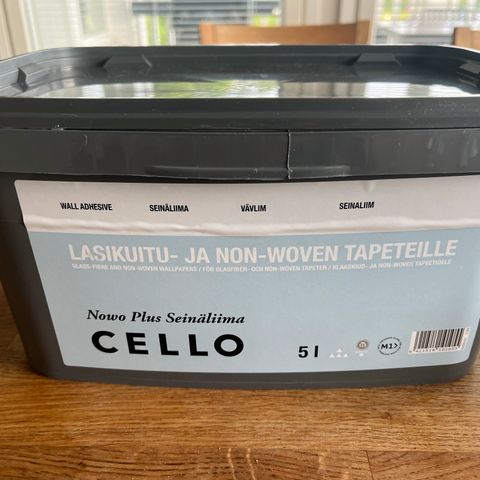 WALL ADHESIVE SEINÄLIIMA VÄVLIM SEINALIIM
LASIKUITU- JA NON-WOVEN TAPETEILLE
GLASS-FIBRE AND NON-WOVEN WALLPAPERS / FÖR GLASFIBER- OCH NON-WOVEN TAPETER / KLAASKIUD- JA NON-WOVEN TAPEETIDELE
Nowo Plus Seinäliima
CELLO
5 l
M1